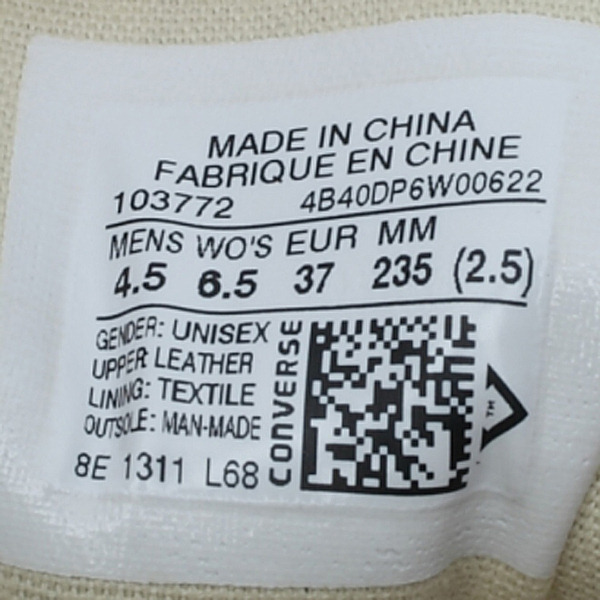 MADE IN CHINA
FABRIQUE EN CHINE
103772 4B40DP6W00622
MENS WO'S EUR MM
4.5 6.5 37 235 (2.5)
GENDER: UNISEX
UPPER: LEATHER
LINING: TEXTILE
OUTSOLE: MAN-MADE
8E 1311 L68
CONVERSE
TM